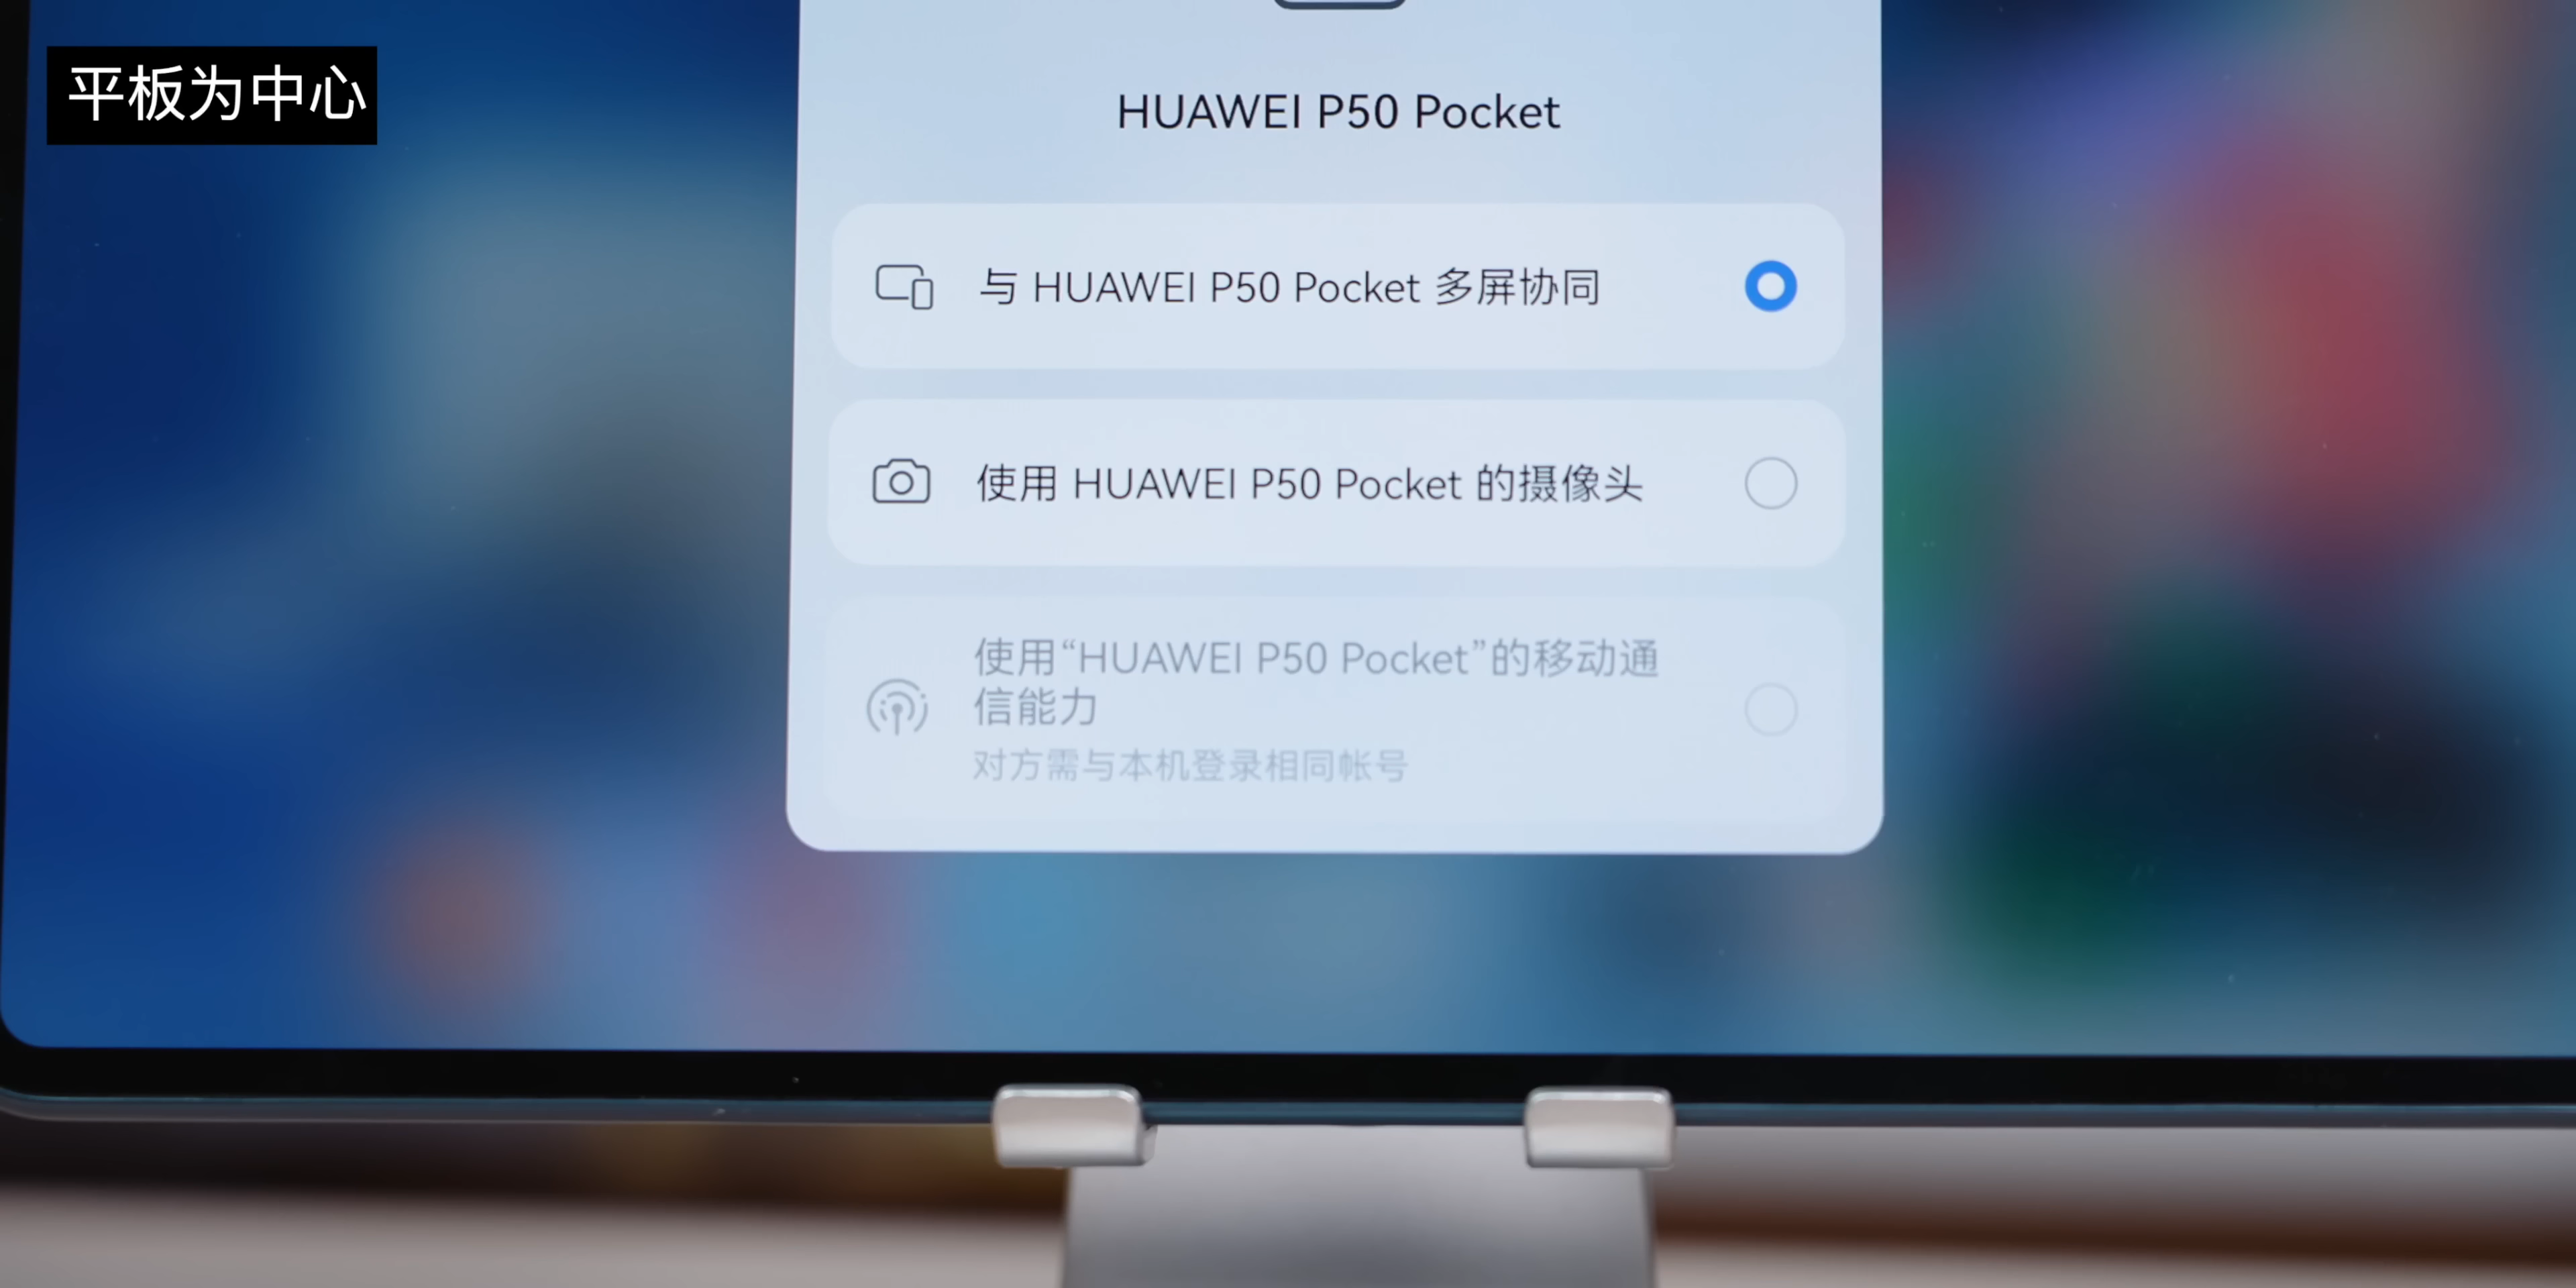 平板为中心
HUAWEI P50 Pocket
与 HUAWEI P50 Pocket 多屏协同
使用 HUAWEI P50 Pocket 的摄像头
使用“HUAWEI P50 Pocket”的移动通
信能力
对方需与本机登录相同帐号